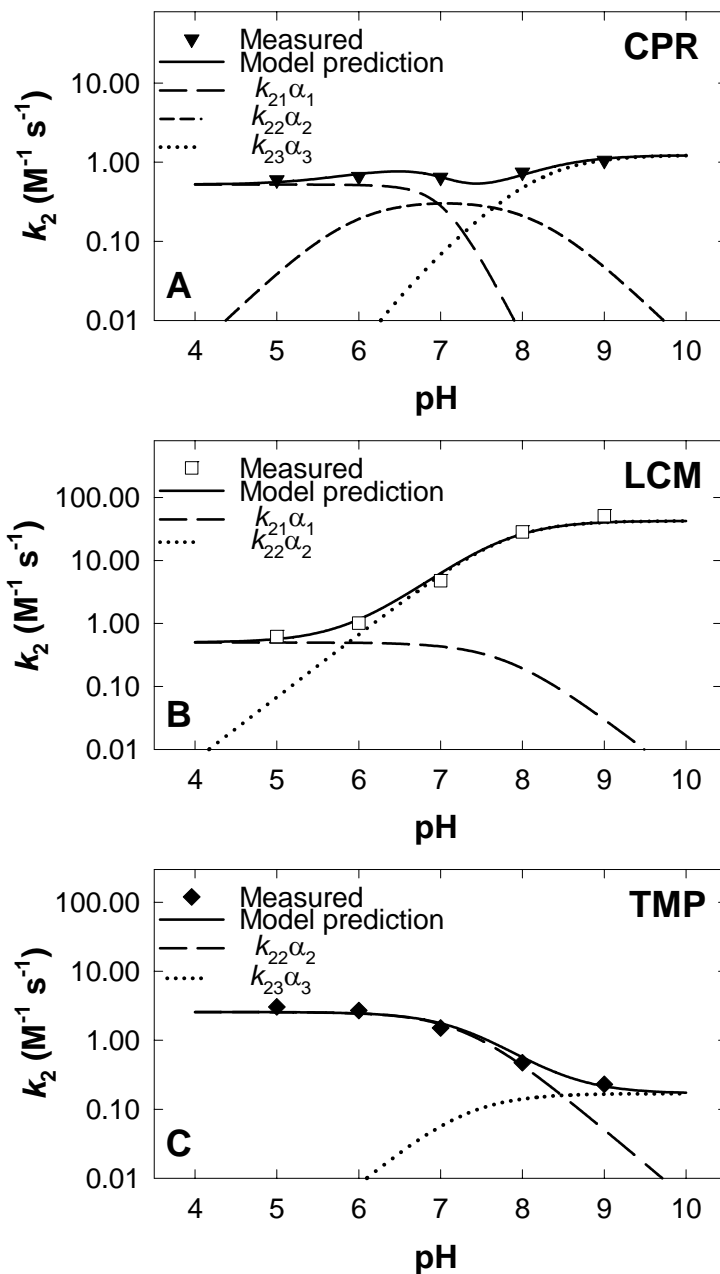 Measured
Model prediction
k₂₁α₁
k₂₂α₂
k₂₃α₃
CPR
10.00
1.00
0.10
0.01
k₂ (M⁻¹ s⁻¹)
A
4 5 6 7 8 9 10
pH
Measured
Model prediction
k₂₁α₁
k₂₂α₂
LCM
100.00
10.00
1.00
0.10
0.01
k₂ (M⁻¹ s⁻¹)
B
4 5 6 7 8 9 10
pH
Measured
Model prediction
k₂₂α₂
k₂₃α₃
TMP
100.00
10.00
1.00
0.10
0.01
k₂ (M⁻¹ s⁻¹)
C
4 5 6 7 8 9 10
pH